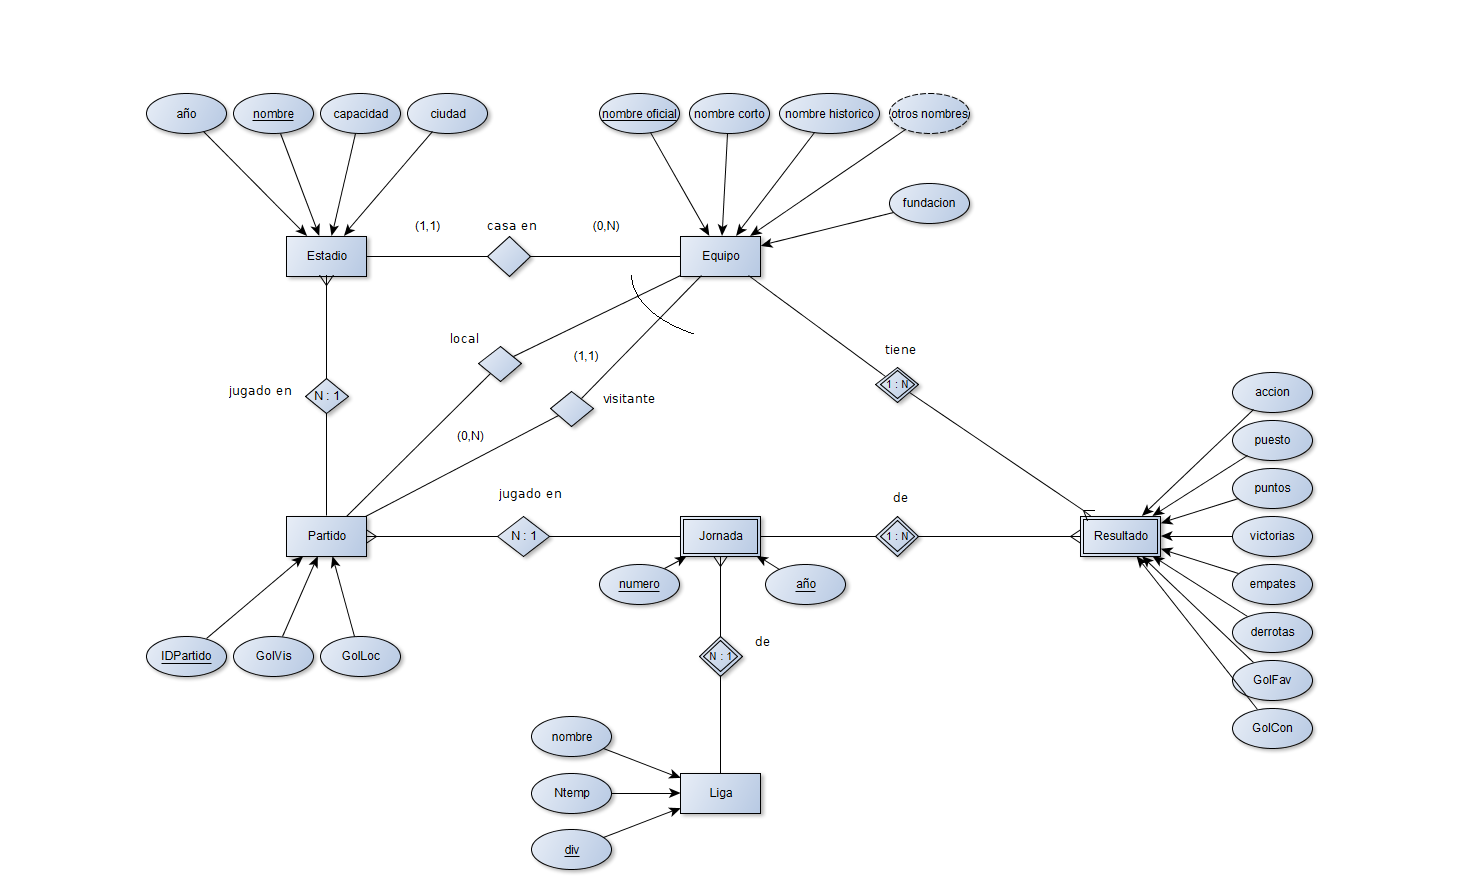 año
nombre
capacidad
ciudad
nombre oficial
nombre corto
nombre historico
otros nombres
fundacion
(1,1)
casa en
(0,N)
Estadio
Equipo
local
(1,1)
tiene
jugado en
N : 1
visitante
1 : N
accion
(0,N)
puesto
puntos
jugado en
de
Partido
N : 1
Jornada
1 : N
Resultado
victorias
numero
año
empates
derrotas
IDPartido
GolVis
GolLoc
N : 1
de
GolFav
GolCon
nombre
Ntemp
Liga
div